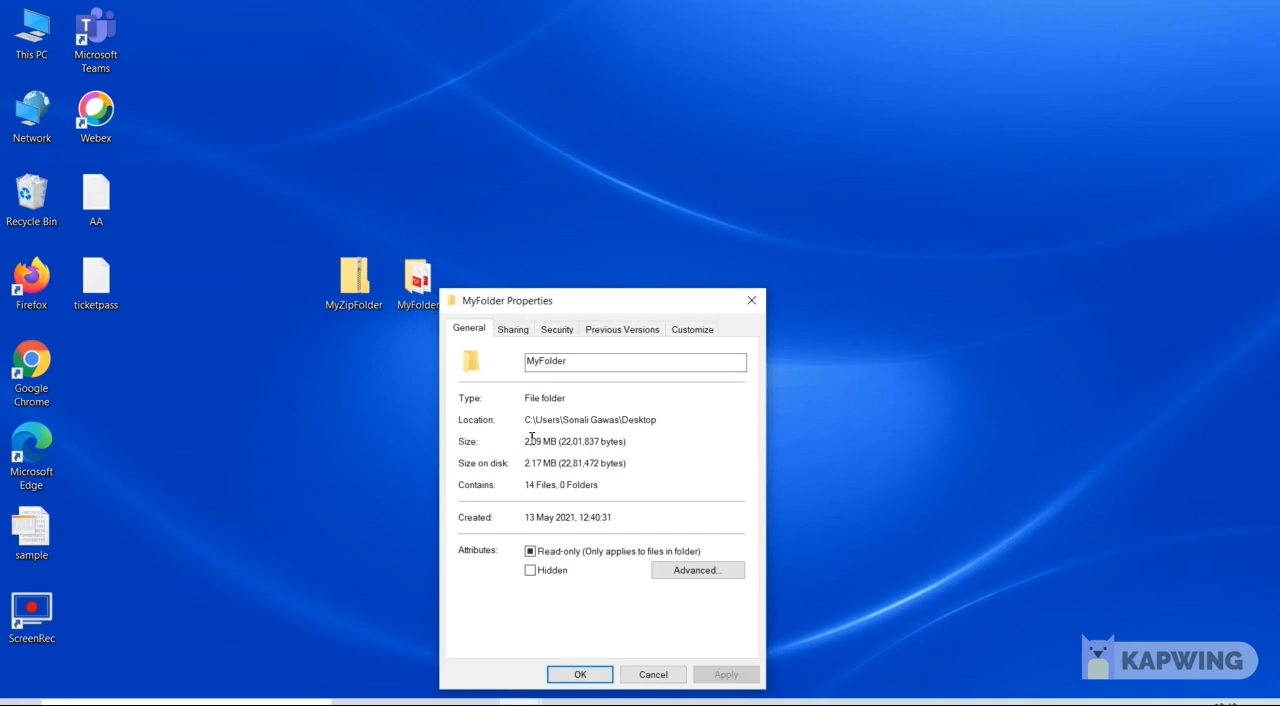 This PC
Microsoft
Teams
Network
Webex
Recycle Bin
AA
Firefox
ticketpass
MyZipFolder
MyFolder
Google
Chrome
Microsoft
Edge
sample
ScreenRec
MyFolder Properties
General
Sharing
Security
Previous Versions
Customize
MyFolder
Type: File folder
Location: C:\Users\Sonali Gawas\Desktop
Size: 2.09 MB (22,01,837 bytes)
Size on disk: 2.17 MB (22,81,472 bytes)
Contains: 14 Files, 0 Folders
Created: 13 May 2021, 12:40:31
Attributes: Read-only (Only applies to files in folder)
Hidden
Advanced...
OK
Cancel
Apply
KAPWING